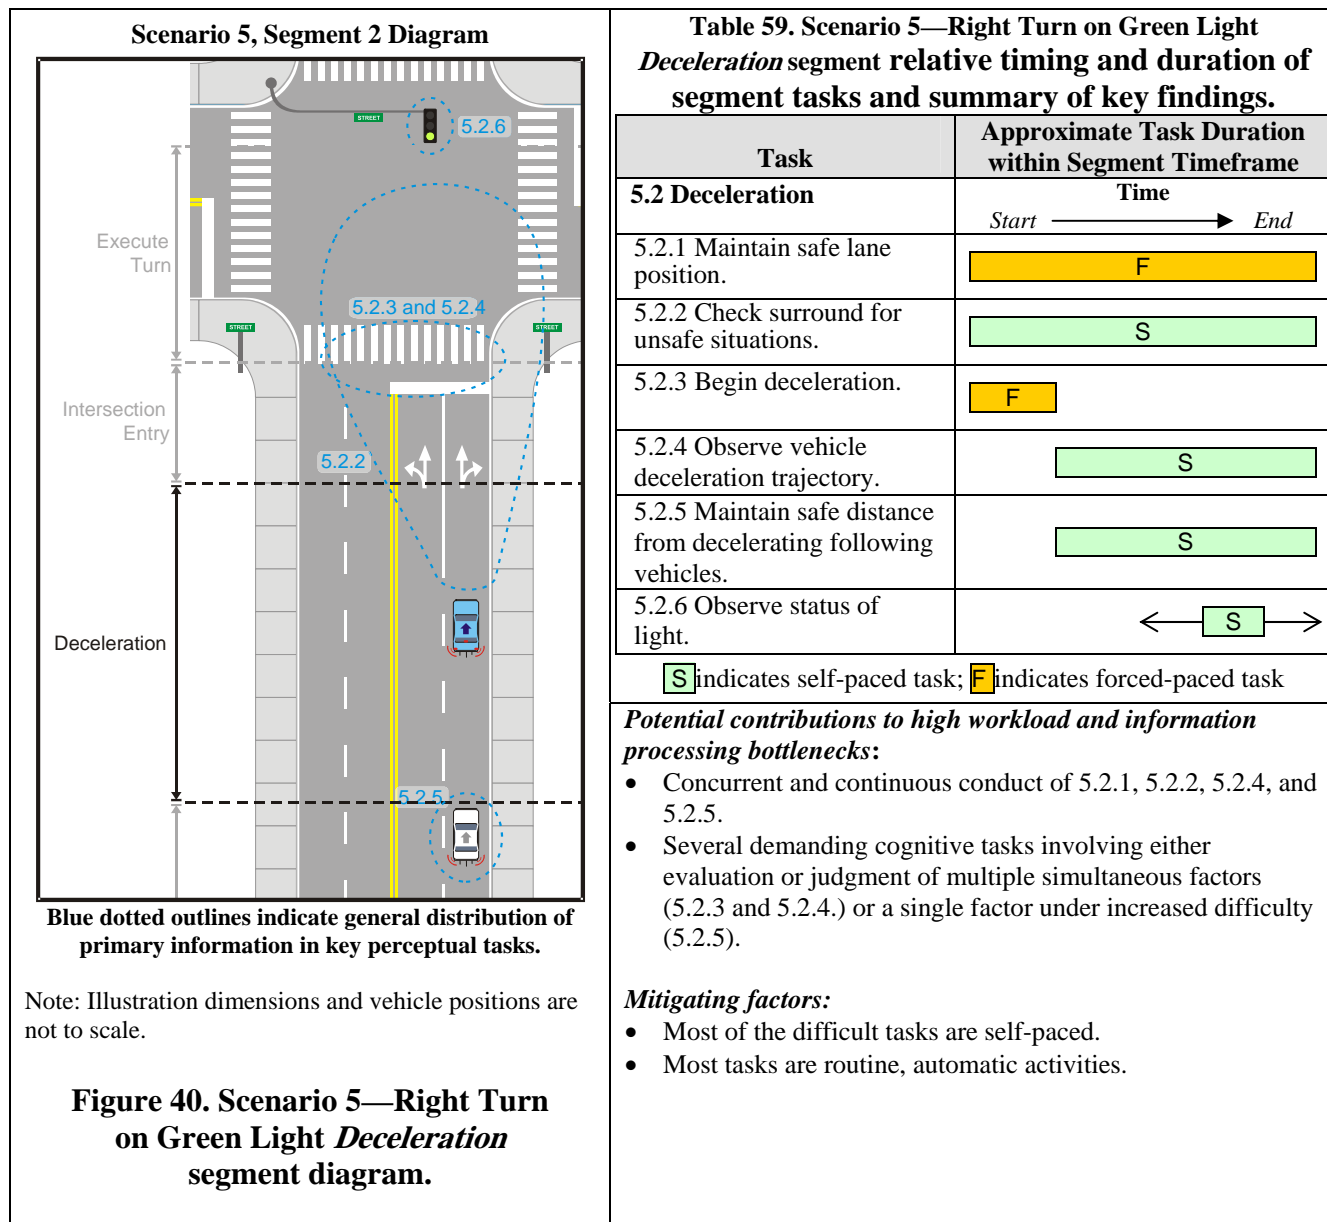 Scenario 5, Segment 2 Diagram
STREET
5.2.6
Execute
Turn
5.2.3 and 5.2.4
STREET
STREET
Intersection
Entry
5.2.2
Deceleration
5.2.5
Blue dotted outlines indicate general distribution of
primary information in key perceptual tasks.
Note: Illustration dimensions and vehicle positions are
not to scale.
Figure 40. Scenario 5—Right Turn
on Green Light Deceleration
segment diagram.
Table 59. Scenario 5—Right Turn on Green Light
Deceleration segment relative timing and duration of
segment tasks and summary of key findings.
Task
Approximate Task Duration
within Segment Timeframe
5.2 Deceleration
Time
Start End
5.2.1 Maintain safe lane
position.
F
5.2.2 Check surround for
unsafe situations.
S
5.2.3 Begin deceleration.
F
5.2.4 Observe vehicle
deceleration trajectory.
S
5.2.5 Maintain safe distance
from decelerating following
vehicles.
S
5.2.6 Observe status of
light.
S
S indicates self-paced task; F indicates forced-paced task
Potential contributions to high workload and information
processing bottlenecks:
• Concurrent and continuous conduct of 5.2.1, 5.2.2, 5.2.4, and
5.2.5.
• Several demanding cognitive tasks involving either
evaluation or judgment of multiple simultaneous factors
(5.2.3 and 5.2.4.) or a single factor under increased difficulty
(5.2.5).
Mitigating factors:
• Most of the difficult tasks are self-paced.
• Most tasks are routine, automatic activities.